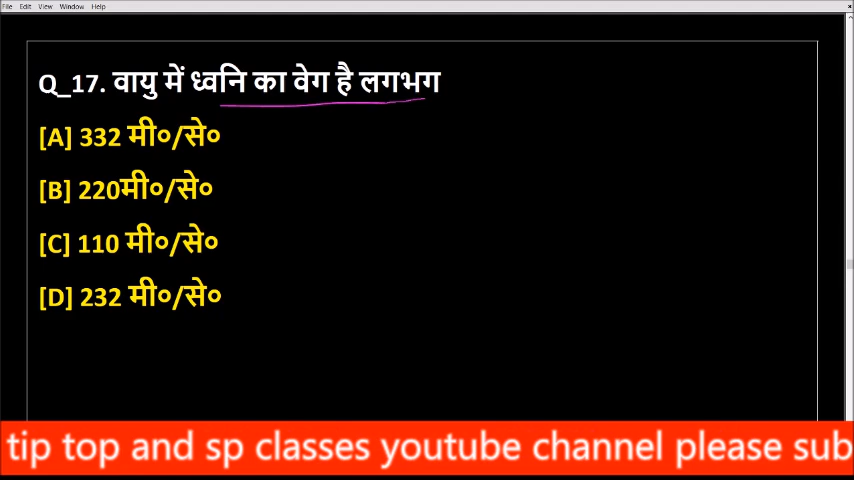 File Edit View Window Help
Q_17. वायु में ध्वनि का वेग है लगभग
[A] 332 मी०/से०
[B] 220मी०/से०
[C] 110 मी०/से०
[D] 232 मी०/से०
tip top and sp classes youtube channel please sub